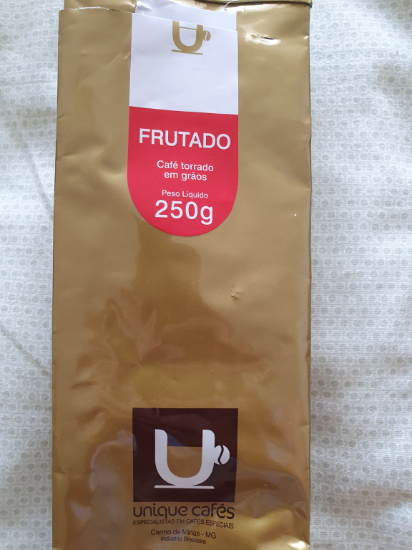 FRUTADO
Café torrado
em grãos
Peso Líquido
250g
unique cafés
ESPECIALISTAS EM CAFÉS ESPECIAIS
Carmo de Minas - MG
Indústria Brasileira